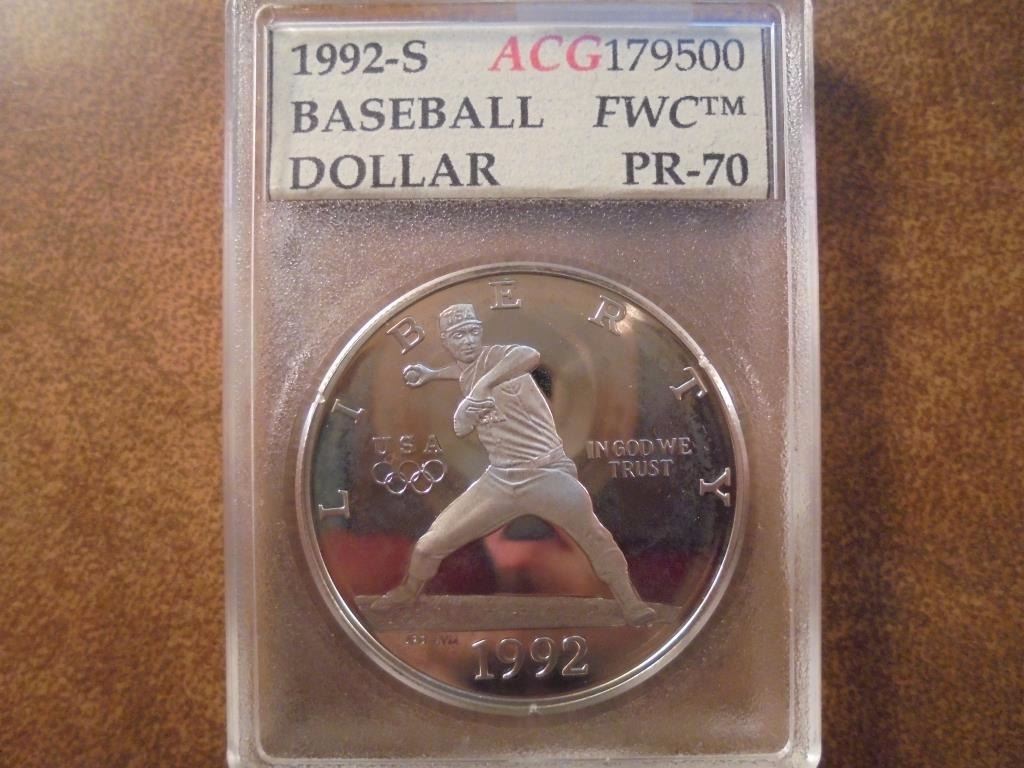 1992-S ACG179500
BASEBALL FWC™
DOLLAR PR-70
LIBERTY
USA
IN GOD WE
TRUST
1992